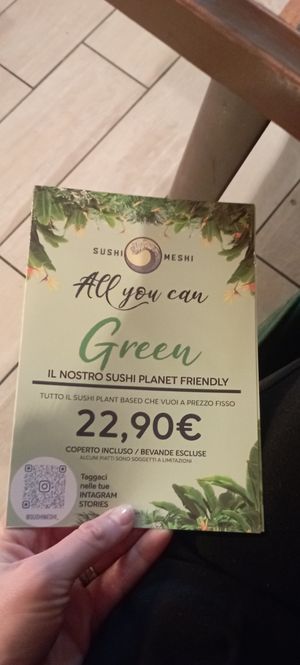 SUSHI MESHI
All you can
Green
IL NOSTRO SUSHI PLANET FRIENDLY
TUTTO IL SUSHI PLANT BASED CHE VUOI A PREZZO FISSO
22,90€
COPERTO INCLUSO / BEVANDE ESCLUSE
ALCUNI PIATTI SONO SOGGETTI A LIMITAZIONI
Taggaci
nelle tue
INTAGRAM
STORIES
@SUSHIMESHI_